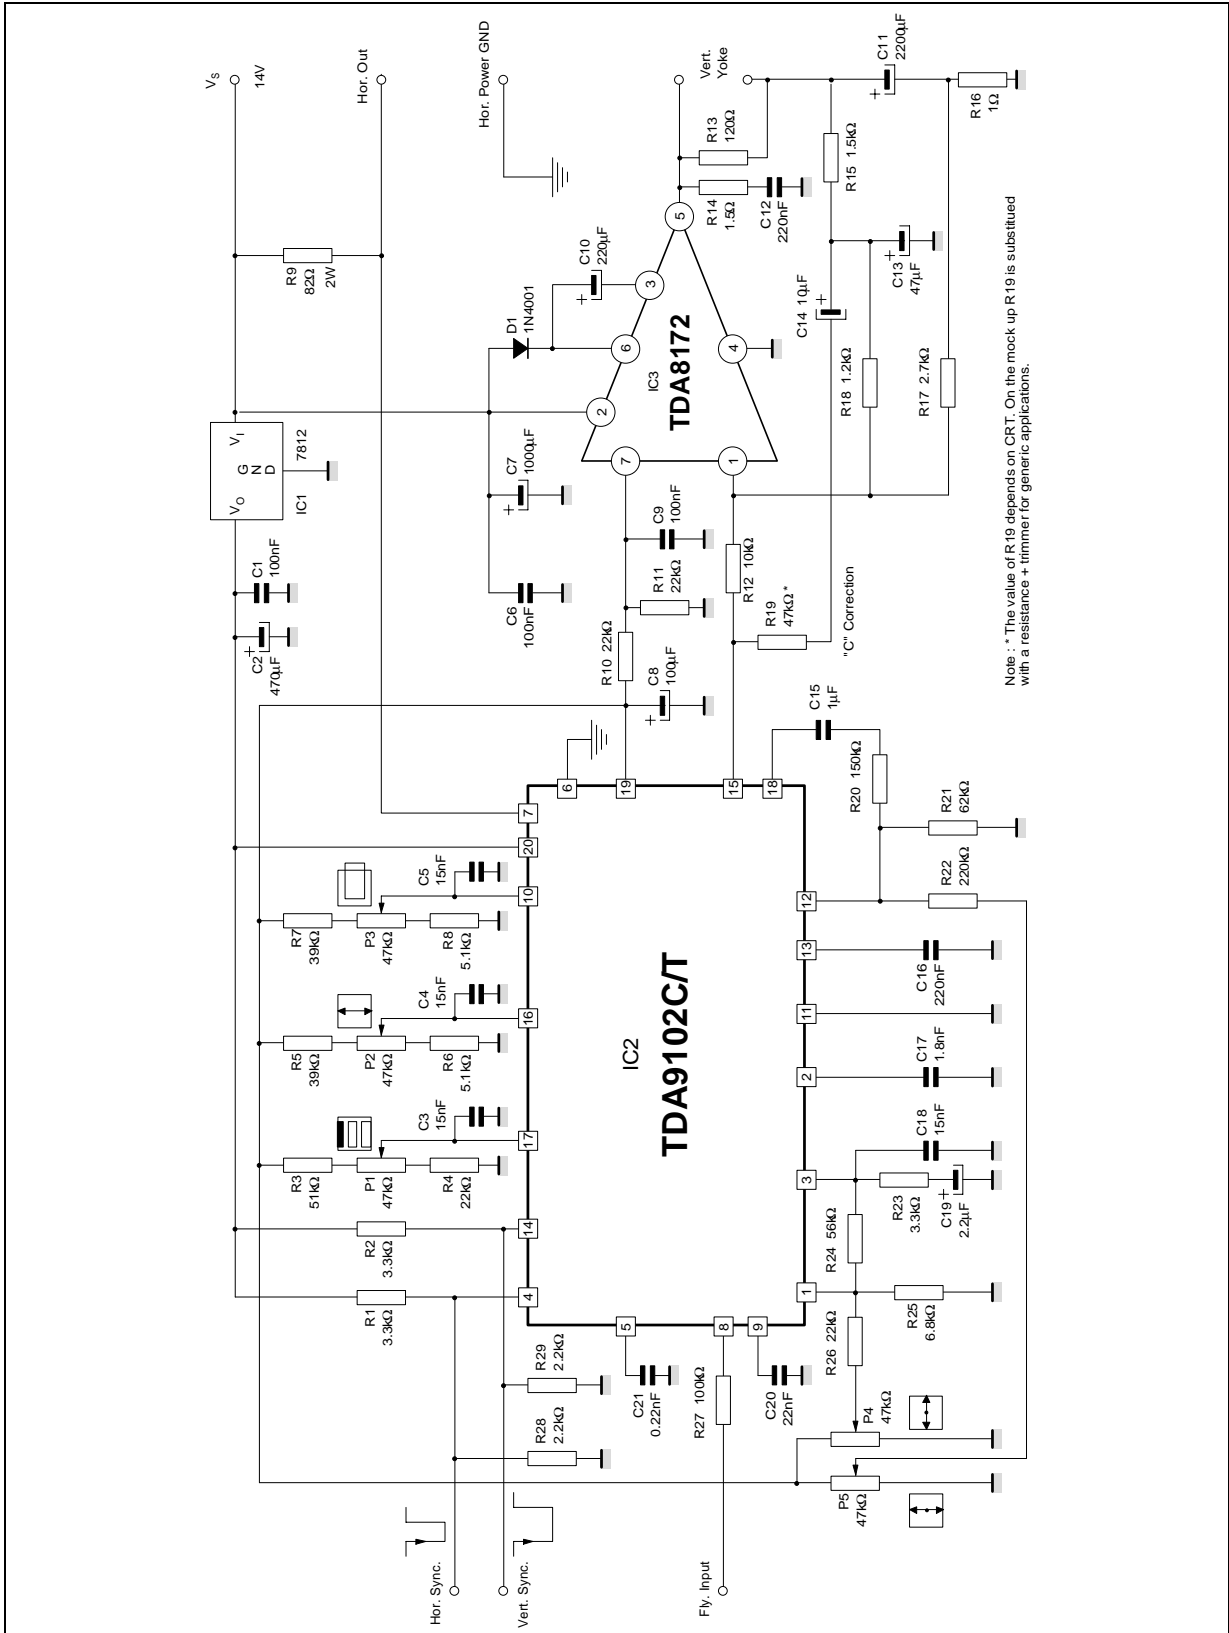 VS
14V
Hor. Out
Hor. Power GND
Vert.
Yoke
R9
82Ω
2W
VO
VI
G
N
D
7812
IC1
C1
100nF
C2
+
470µF
D1
1N4001
C10
220µF
+
C7
1000µF
+
C6
100nF
2
6
3
5
7
1
4
IC3
TDA8172
R13
120Ω
R14
1.5Ω
C12
220nF
C11
2200µF
+
R16
1Ω
R15 1.5kΩ
C13
47µF
+
C14 10µF
+
R18 1.2kΩ
R17 2.7kΩ
C9
100nF
R11
22kΩ
R10 22kΩ
C8
100µF
+
R12 10kΩ
R19
47kΩ *
"C" Correction
Note : * The value of R19 depends on CRT. On the mock up R19 is substitued
with a resistance + trimmer for generic applications.
R7
39kΩ
P3
47kΩ
R8
5.1kΩ
C5
15nF
R5
39kΩ
P2
47kΩ
R6
5.1kΩ
C4
15nF
R3
51kΩ
P1
47kΩ
R4
22kΩ
C3
15nF
R2
3.3kΩ
R1
3.3kΩ
4
14
17
16
10
20
7
6
19
15
18
5
8
9
1
3
2
11
13
12
IC2
TDA9102C/T
C15
1µF
R20 150kΩ
R21
62kΩ
R22
220kΩ
C16
220nF
C17
1.8nF
C18
15nF
R23
3.3kΩ
C19
+
2.2µF
R24 56kΩ
R25
6.8kΩ
R26 22kΩ
P4
47kΩ
P5
47kΩ
R29
2.2kΩ
R28
2.2kΩ
C21
0.22nF
R27 100kΩ
C20
22nF
Hor. Sync.
Vert. Sync.
Fly. Input